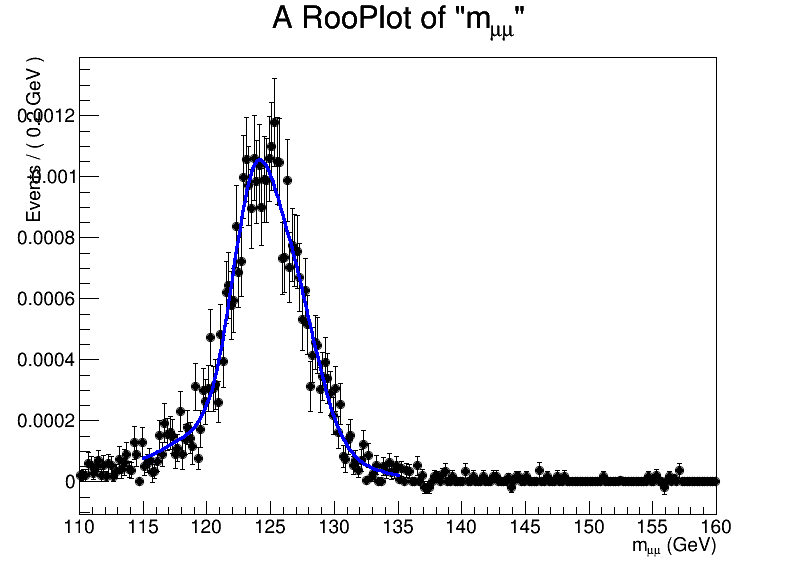 A RooPlot of "mμμ"
Events / ( 0.2 GeV )
0.0012
0.001
0.0008
0.0006
0.0004
0.0002
0
110 115 120 125 130 135 140 145 150 155 160
mμμ (GeV)